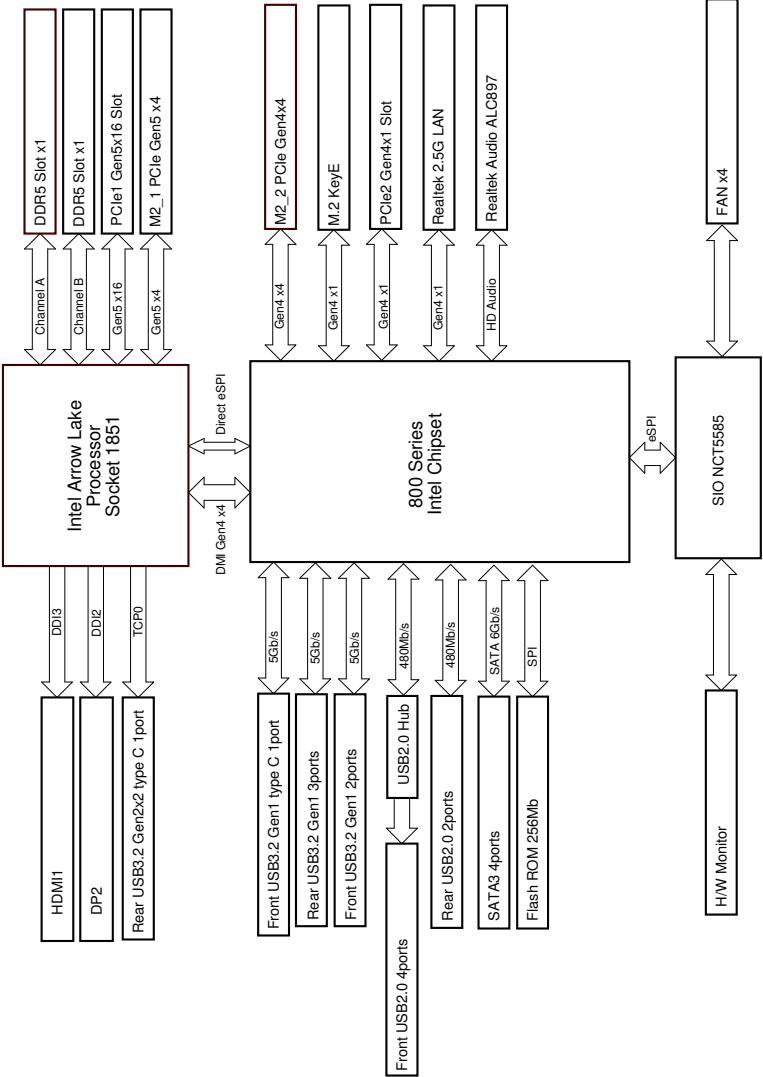 DDR5 Slot x1
DDR5 Slot x1
PCIe1 Gen5x16 Slot
M2_1 PCIe Gen5 x4
M2_2 PCIe Gen4x4
M.2 KeyE
PCIe2 Gen4x1 Slot
Realtek 2.5G LAN
Realtek Audio ALC897
FAN x4
Channel A
Channel B
Gen5 x16
Gen5 x4
Gen4 x4
Gen4 x1
Gen4 x1
Gen4 x1
HD Audio
Intel Arrow Lake
Processor
Socket 1851
Direct eSPI
DMI Gen4 x4
800 Series
Intel Chipset
eSPI
SIO NCT5585
DDI3
DDI2
TCP0
5Gb/s
5Gb/s
5Gb/s
480Mb/s
480Mb/s
SATA 6Gb/s
SPI
HDMI1
DP2
Rear USB3.2 Gen2x2 type C 1port
Front USB3.2 Gen1 type C 1port
Rear USB3.2 Gen1 3ports
Front USB3.2 Gen1 2ports
USB2.0 Hub
Front USB2.0 4ports
Rear USB2.0 2ports
SATA3 4ports
Flash ROM 256Mb
H/W Monitor